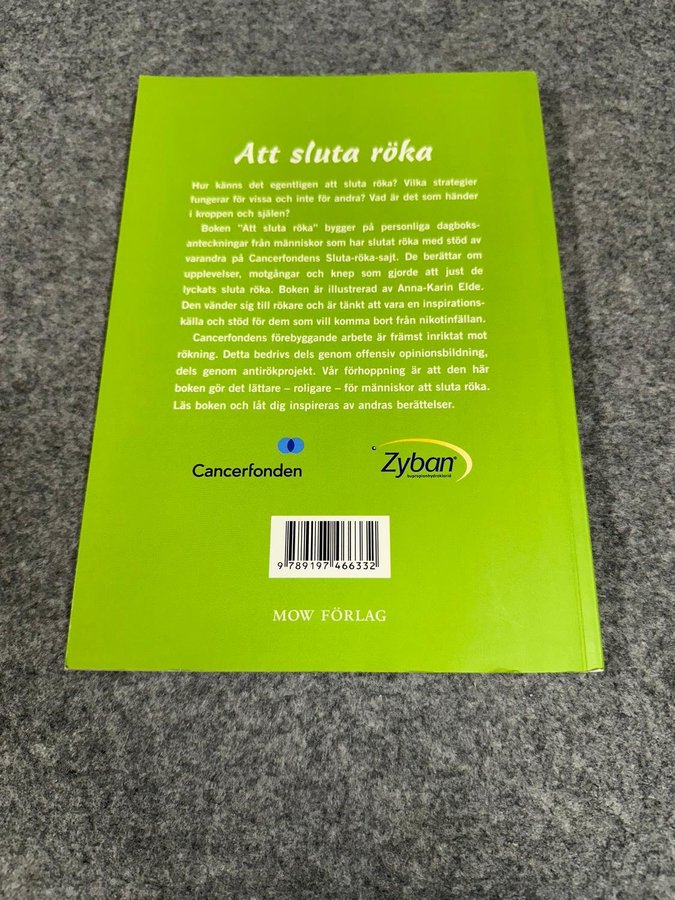 Att sluta röka
Hur känns det egentligen att sluta röka? Vilka strategier
fungerar för vissa och inte för andra? Vad är det som händer
i kroppen och själen?
Boken "Att sluta röka" bygger på personliga dagboks-
anteckningar från människor som har slutat röka med stöd av
varandra på Cancerfondens Sluta-röka-sajt. De berättar om
upplevelser, motgångar och knep som gjorde att just de
lyckats sluta röka. Boken är illustrerad av Anna-Karin Elde.
Den vänder sig till rökare och är tänkt att vara en inspirations-
källa och stöd för dem som vill komma bort från nikotinfällan.
Cancerfondens förebyggande arbete är främst inriktat mot
rökning. Detta bedrivs dels genom offensiv opinionsbildning,
dels genom antirökprojekt. Vår förhoppning är att den här
boken gör det lättare – roligare – för människor att sluta röka.
Läs boken och låt dig inspireras av andras berättelser.
Cancerfonden
Zyban®
bupropionhydroklorid
9 789197 466332
MOW FÖRLAG